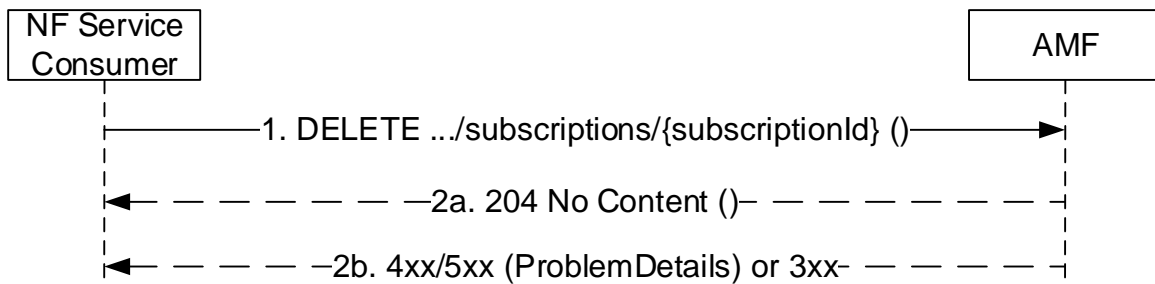 NF Service
Consumer
AMF
1. DELETE .../subscriptions/{subscriptionId} ()
2a. 204 No Content ()
2b. 4xx/5xx (ProblemDetails) or 3xx